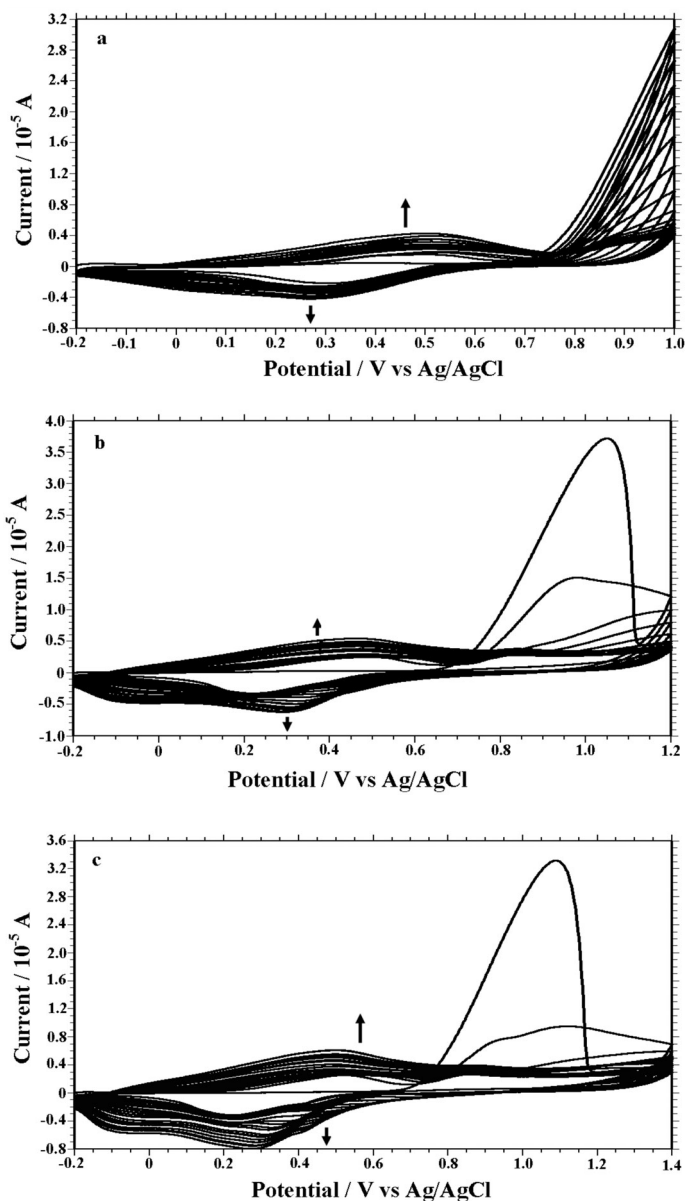 a
3.2
2.8
2.4
2.0
1.6
1.2
0.8
0.4
0
-0.4
-0.8
Current / 10⁻⁵ A
-0.2 -0.1 0 0.1 0.2 0.3 0.4 0.5 0.6 0.7 0.8 0.9 1.0
Potential / V vs Ag/AgCl
b
4.0
3.5
3.0
2.5
2.0
1.5
1.0
0.5
0
-0.5
-1.0
Current / 10⁻⁵ A
-0.2 0 0.2 0.4 0.6 0.8 1.0 1.2
Potential / V vs Ag/AgCl
c
3.6
3.2
2.8
2.4
2.0
1.6
1.2
0.8
0.4
0
-0.4
-0.8
Current / 10⁻⁵ A
-0.2 0 0.2 0.4 0.6 0.8 1.0 1.2 1.4
Potential / V vs Ag/AgCl